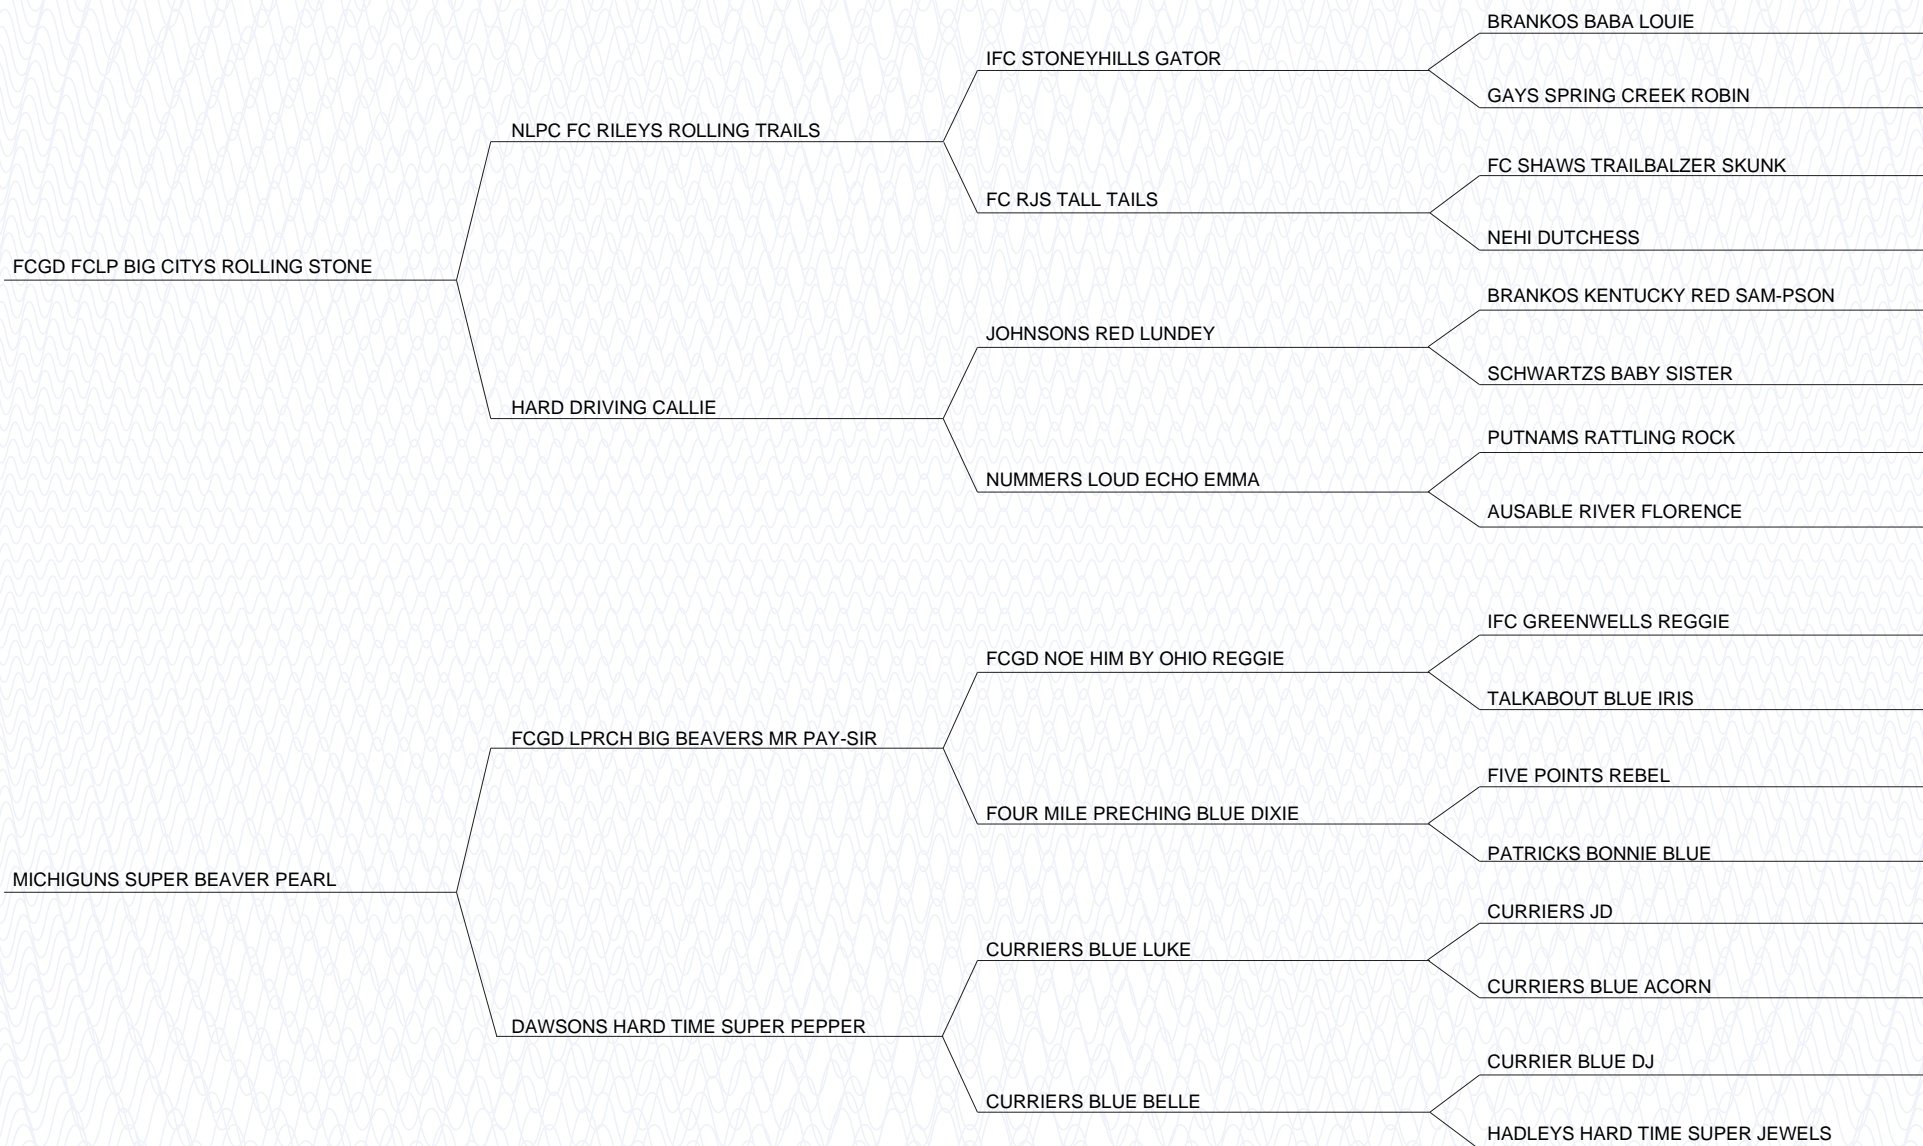 BRANKOS BABA LOUIE
IFC STONEYHILLS GATOR
GAYS SPRING CREEK ROBIN
NLPC FC RILEYS ROLLING TRAILS
FC SHAWS TRAILBALZER SKUNK
FC RJS TALL TAILS
NEHI DUTCHESS
FCGD FCLP BIG CITYS ROLLING STONE
BRANKOS KENTUCKY RED SAM-PSON
JOHNSONS RED LUNDEY
SCHWARTZS BABY SISTER
HARD DRIVING CALLIE
PUTNAMS RATTLING ROCK
NUMMERS LOUD ECHO EMMA
AUSABLE RIVER FLORENCE
IFC GREENWELLS REGGIE
FCGD NOE HIM BY OHIO REGGIE
TALKABOUT BLUE IRIS
FCGD LPRCH BIG BEAVERS MR PAY-SIR
FIVE POINTS REBEL
FOUR MILE PRECHING BLUE DIXIE
PATRICKS BONNIE BLUE
MICHIGUNS SUPER BEAVER PEARL
CURRIERS JD
CURRIERS BLUE LUKE
CURRIERS BLUE ACORN
DAWSONS HARD TIME SUPER PEPPER
CURRIER BLUE DJ
CURRIERS BLUE BELLE
HADLEYS HARD TIME SUPER JEWELS